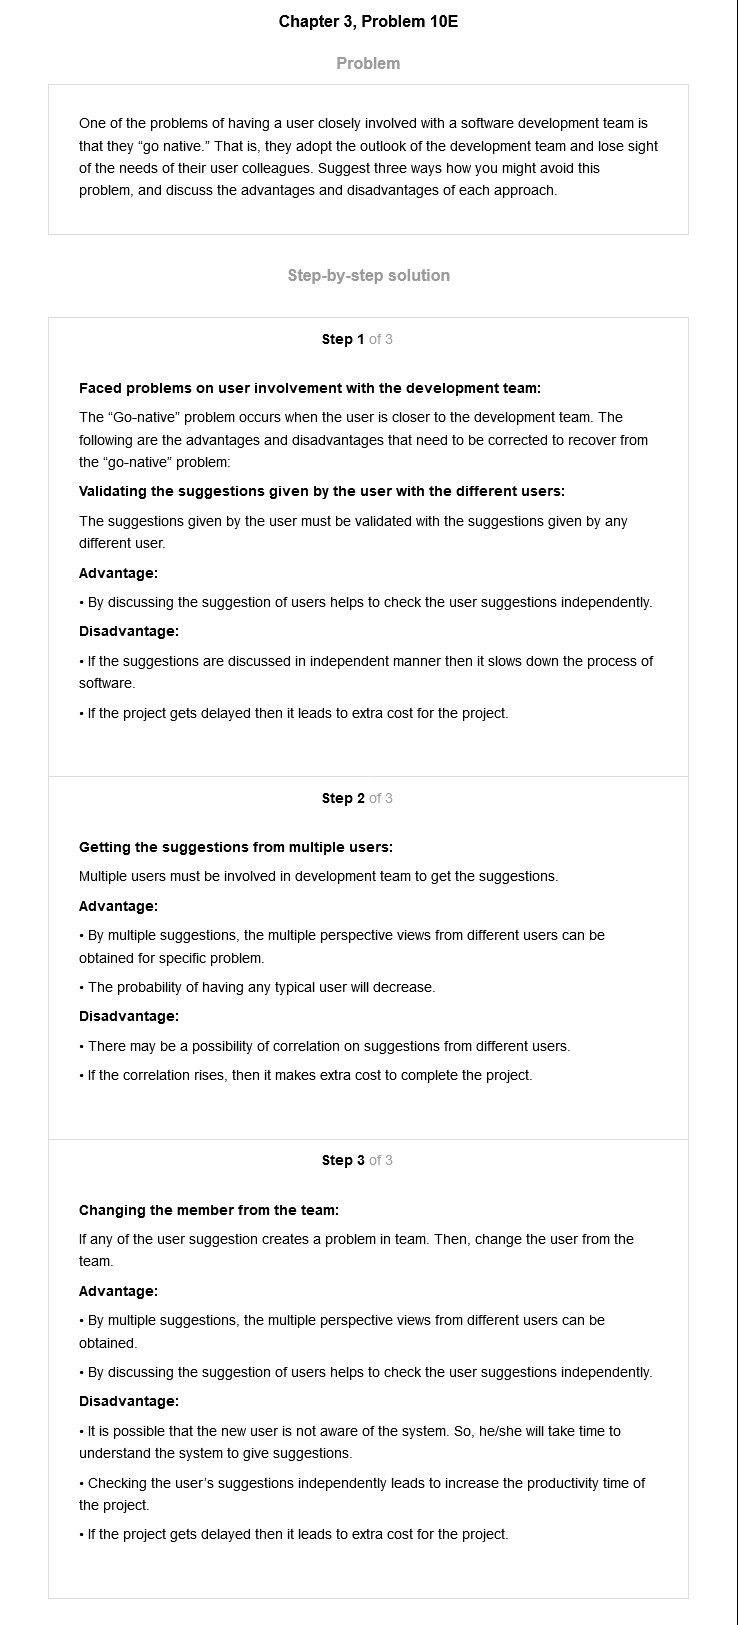 Chapter 3, Problem 10E
Problem
One of the problems of having a user closely involved with a software development team is
that they “go native.” That is, they adopt the outlook of the development team and lose sight
of the needs of their user colleagues. Suggest three ways how you might avoid this
problem, and discuss the advantages and disadvantages of each approach.
Step-by-step solution
Step 1 of 3
Faced problems on user involvement with the development team:
The “Go-native” problem occurs when the user is closer to the development team. The
following are the advantages and disadvantages that need to be corrected to recover from
the “go-native” problem:
Validating the suggestions given by the user with the different users:
The suggestions given by the user must be validated with the suggestions given by any
different user.
Advantage:
• By discussing the suggestion of users helps to check the user suggestions independently.
Disadvantage:
• If the suggestions are discussed in independent manner then it slows down the process of
software.
• If the project gets delayed then it leads to extra cost for the project.
Step 2 of 3
Getting the suggestions from multiple users:
Multiple users must be involved in development team to get the suggestions.
Advantage:
• By multiple suggestions, the multiple perspective views from different users can be
obtained for specific problem.
• The probability of having any typical user will decrease.
Disadvantage:
• There may be a possibility of correlation on suggestions from different users.
• If the correlation rises, then it makes extra cost to complete the project.
Step 3 of 3
Changing the member from the team:
If any of the user suggestion creates a problem in team. Then, change the user from the
team.
Advantage:
• By multiple suggestions, the multiple perspective views from different users can be
obtained.
• By discussing the suggestion of users helps to check the user suggestions independently.
Disadvantage:
• It is possible that the new user is not aware of the system. So, he/she will take time to
understand the system to give suggestions.
• Checking the user’s suggestions independently leads to increase the productivity time of
the project.
• If the project gets delayed then it leads to extra cost for the project.